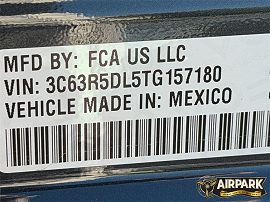 MFD BY: FCA US LLC
VIN: 3C63R5DL5TG157180
VEHICLE MADE IN: MEXICO
AIRPARK